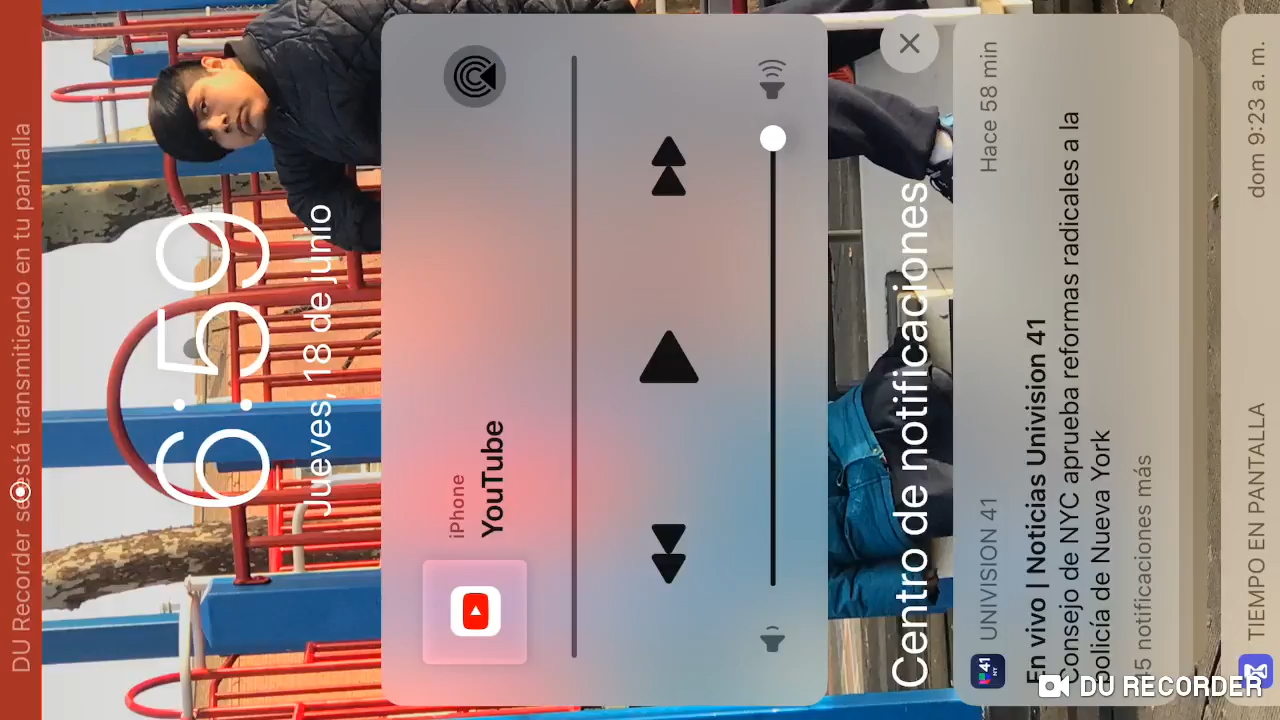 DU Recorder se está transmitiendo en tu pantalla
6:59
Jueves, 18 de junio
iPhone
YouTube
Centro de notificaciones
UNIVISION 41
Hace 58 min
En vivo | Noticias Univision 41
Consejo de NYC aprueba reformas radicales a la
policía de Nueva York
45 notificaciones más
TIEMPO EN PANTALLA
dom 9:23 a. m.
DU RECORDER